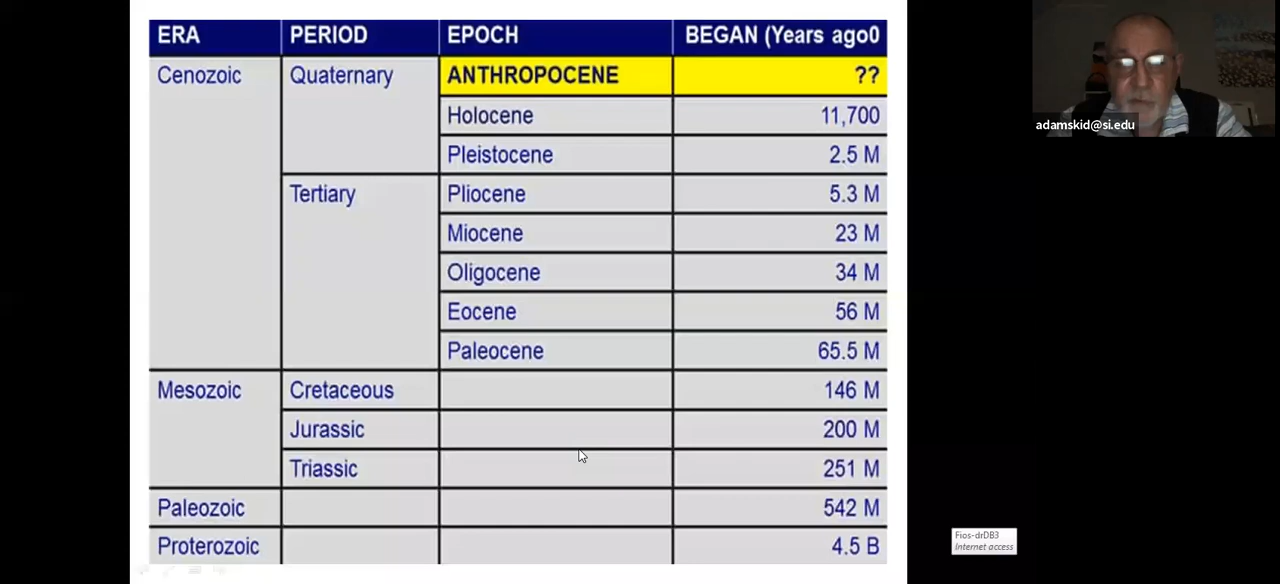 ERA PERIOD EPOCH BEGAN (Years ago0
Cenozoic Quaternary ANTHROPOCENE ??
Holocene 11,700
Pleistocene 2.5 M
Tertiary Pliocene 5.3 M
Miocene 23 M
Oligocene 34 M
Eocene 56 M
Paleocene 65.5 M
Mesozoic Cretaceous 146 M
Jurassic 200 M
Triassic 251 M
Paleozoic 542 M
Proterozoic 4.5 B
adamskid@si.edu
Fios-drDB3
Internet access